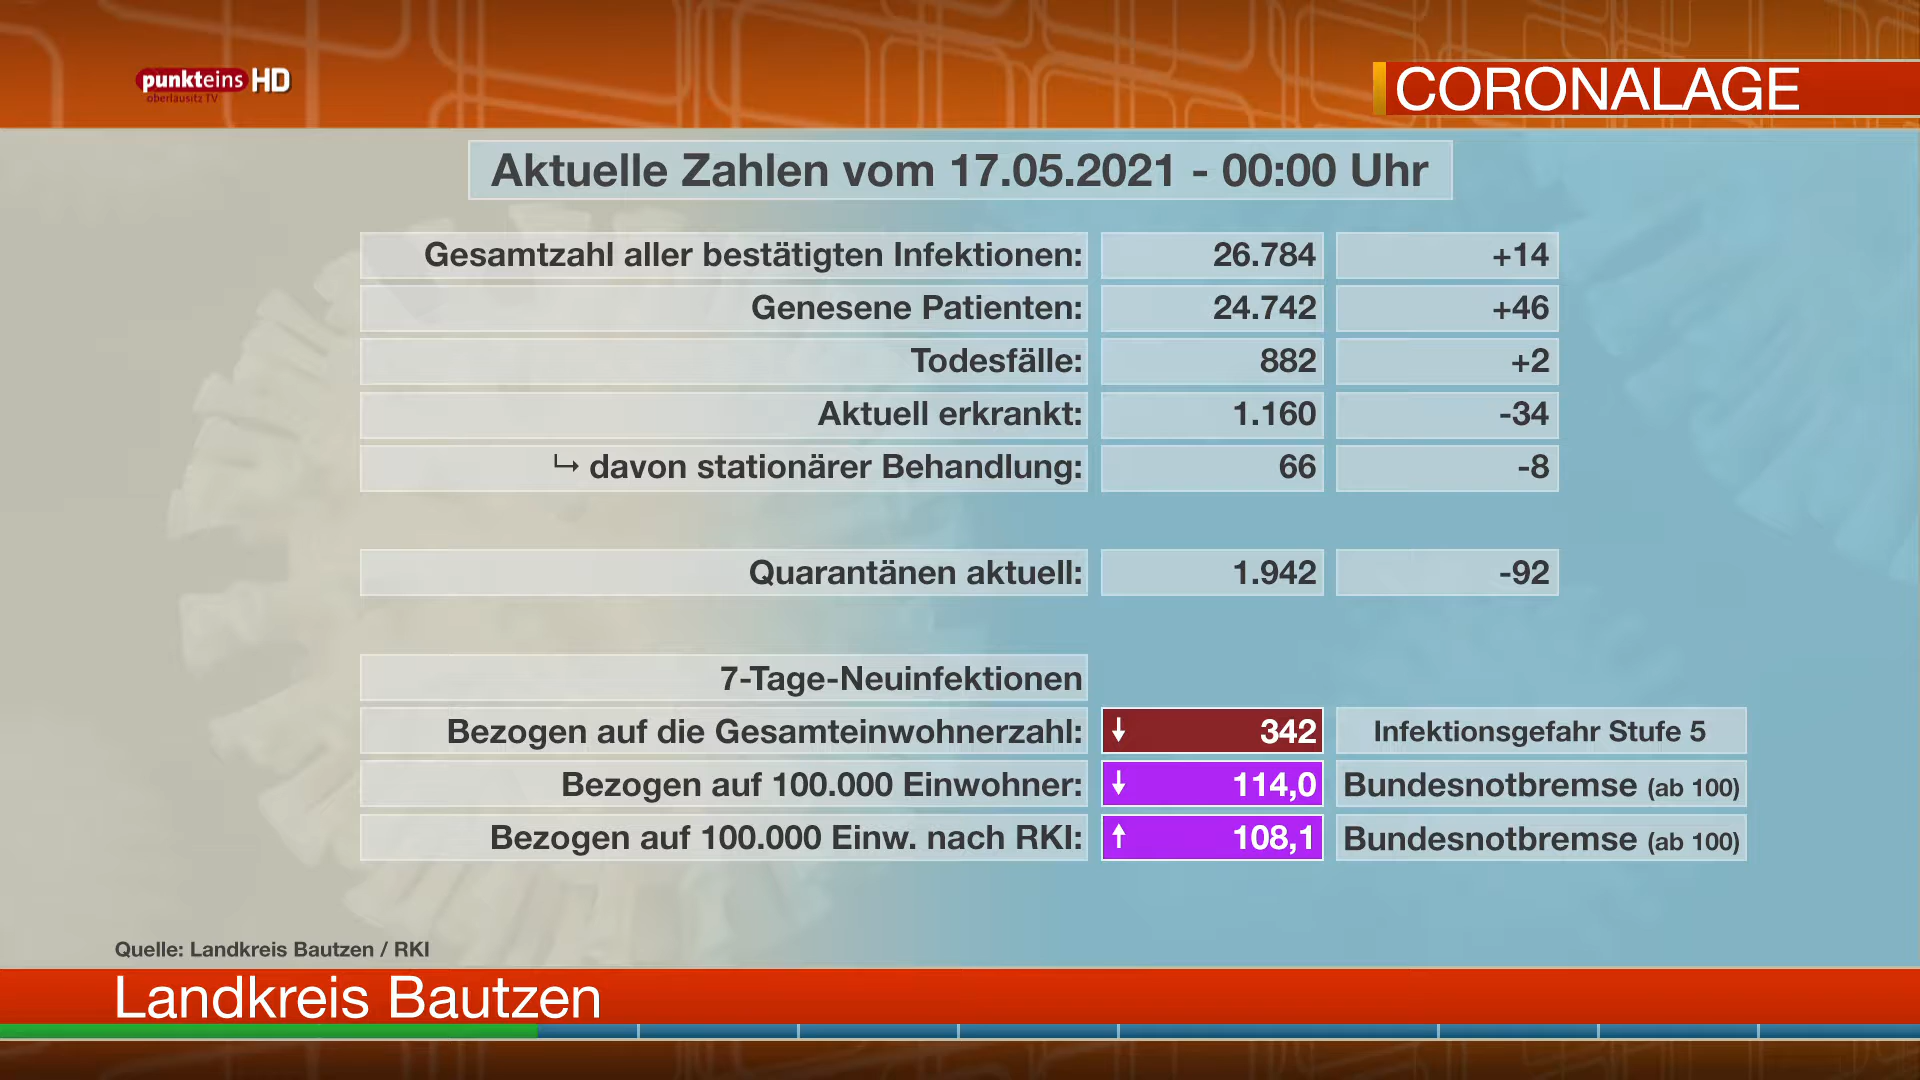 punkteins HD
oberlausitz TV
CORONALAGE
Aktuelle Zahlen vom 17.05.2021 - 00:00 Uhr
Gesamtzahl aller bestätigten Infektionen: 26.784 +14
Genesene Patienten: 24.742 +46
Todesfälle: 882 +2
Aktuell erkrankt: 1.160 -34
↳ davon stationärer Behandlung: 66 -8
Quarantänen aktuell: 1.942 -92
7-Tage-Neuinfektionen
Bezogen auf die Gesamteinwohnerzahl: ↓ 342 Infektionsgefahr Stufe 5
Bezogen auf 100.000 Einwohner: ↓ 114,0 Bundesnotbremse (ab 100)
Bezogen auf 100.000 Einw. nach RKI: ↑ 108,1 Bundesnotbremse (ab 100)
Quelle: Landkreis Bautzen / RKI
Landkreis Bautzen